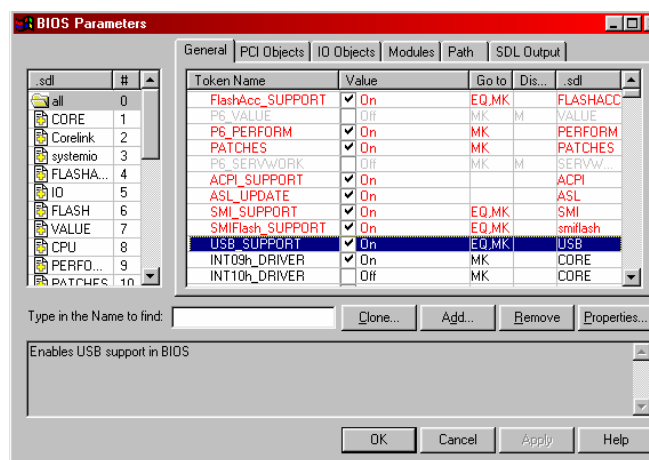 BIOS Parameters
General PCI Objects IO Objects Modules Path SDL Output
.sdl #
all 0
CORE 1
Corelink 2
systemio 3
FLASHA... 4
IO 5
FLASH 6
VALUE 7
CPU 8
PERFO... 9
PATCHES 10
Token Name Value Go to Dis... .sdl
FlashAcc_SUPPORT On EQ,MK FLASHACC
P6_VALUE Off MK M VALUE
P6_PERFORM On MK PERFORM
PATCHES On MK PATCHES
P6_SERVWORK Off MK M SERVW...
ACPI_SUPPORT On ACPI
ASL_UPDATE On ASL
SMI_SUPPORT On EQ,MK SMI
SMIFlash_SUPPORT On EQ,MK smiflash
USB_SUPPORT On EQ,MK USB
INT09h_DRIVER On MK CORE
INT10h_DRIVER Off MK CORE
Type in the Name to find: Clone... Add... Remove Properties...
Enables USB support in BIOS
OK Cancel Apply Help